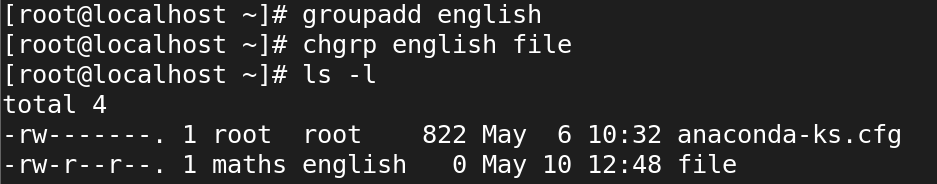 [root@localhost ~]# groupadd english
[root@localhost ~]# chgrp english file
[root@localhost ~]# ls -l
total 4
-rw-------. 1 root  root    822 May  6 10:32 anaconda-ks.cfg
-rw-r--r--. 1 maths english   0 May 10 12:48 file